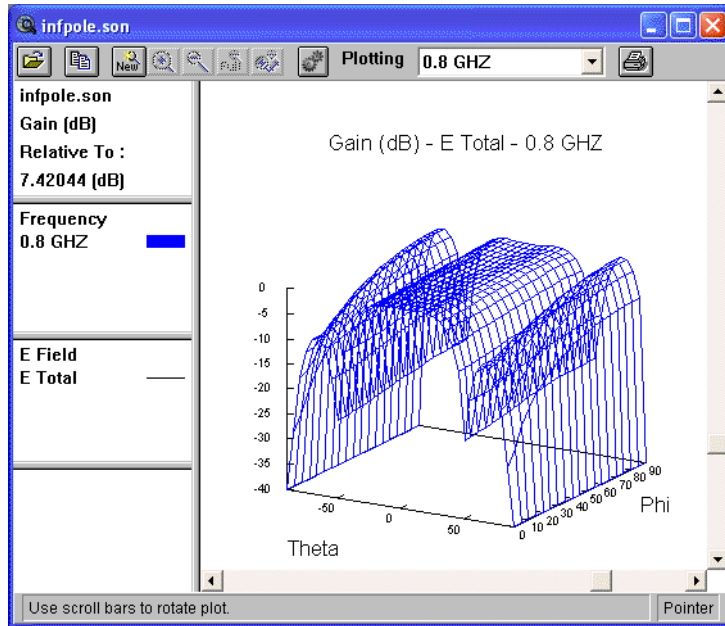 infpole.son
New
Full
Plotting
0.8 GHZ
infpole.son
Gain (dB)
Relative To :
7.42044 (dB)
Frequency
0.8 GHZ
E Field
E Total
Gain (dB) - E Total - 0.8 GHZ
0
-5
-10
-15
-20
-25
-30
-35
-40
-50
0
50
Theta
0 10 20 30 40 50 60 70 80 90
Phi
Use scroll bars to rotate plot.
Pointer